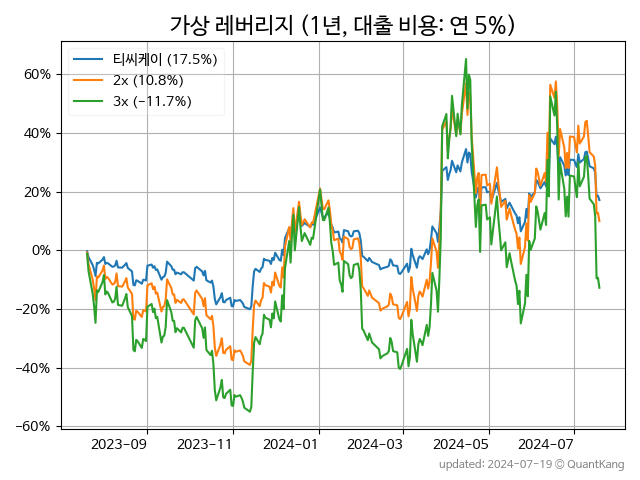 가상 레버리지 (1년, 대출 비용: 연 5%)
티씨케이 (17.5%)
2x (10.8%)
3x (−11.7%)
60%
40%
20%
0%
−20%
−40%
−60%
2023-09 2023-11 2024-01 2024-03 2024-05 2024-07
updated: 2024-07-19 © QuantKang